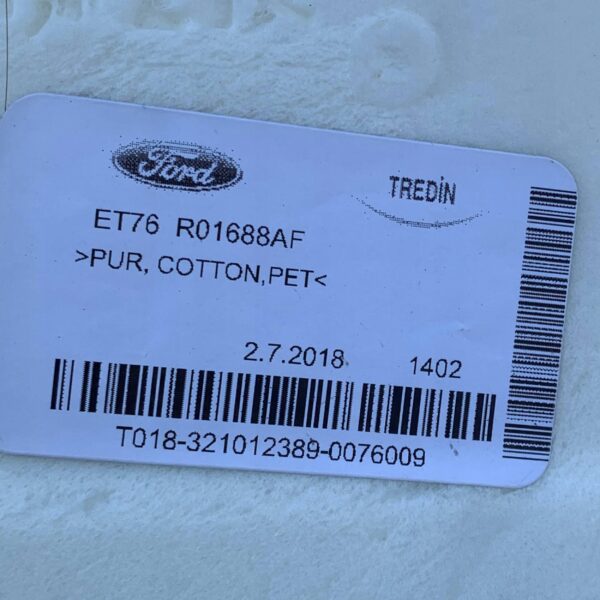 Ford
TREDİN
ET76 R01688AF
>PUR, COTTON,PET<
2.7.2018 1402
T018-321012389-0076009